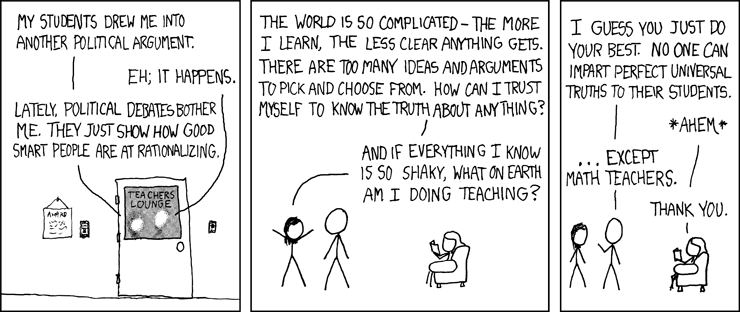 MY STUDENTS DREW ME INTO
ANOTHER POLITICAL ARGUMENT.
EH; IT HAPPENS.
LATELY, POLITICAL DEBATES BOTHER
ME. THEY JUST SHOW HOW GOOD
SMART PEOPLE ARE AT RATIONALIZING.
TEACHERS
LOUNGE
THE WORLD IS SO COMPLICATED – THE MORE
I LEARN, THE LESS CLEAR ANYTHING GETS.
THERE ARE TOO MANY IDEAS AND ARGUMENTS
TO PICK AND CHOOSE FROM. HOW CAN I TRUST
MYSELF TO KNOW THE TRUTH ABOUT ANYTHING?
AND IF EVERYTHING I KNOW
IS SO SHAKY, WHAT ON EARTH
AM I DOING TEACHING?
I GUESS YOU JUST DO
YOUR BEST. NO ONE CAN
IMPART PERFECT UNIVERSAL
TRUTHS TO THEIR STUDENTS.
*AHEM*
... EXCEPT
MATH TEACHERS.
THANK YOU.